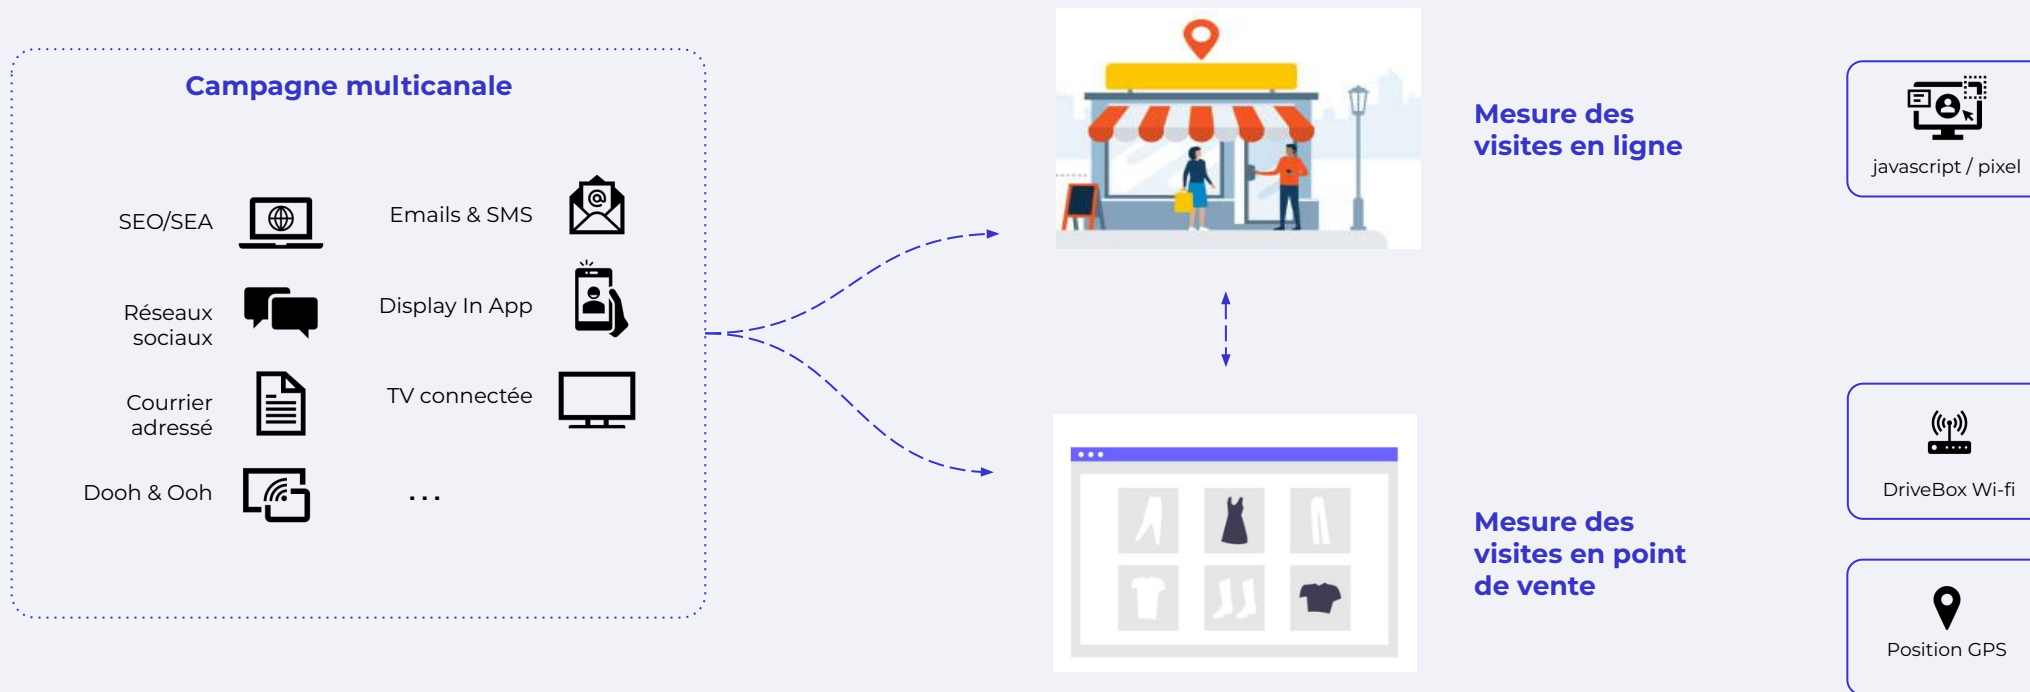 Campagne multicanale
SEO/SEA
Emails & SMS
Réseaux
sociaux
Display In App
Courrier
adressé
TV connectée
Dooh & Ooh
...
Mesure des
visites en ligne
javascript / pixel
Mesure des
visites en point
de vente
DriveBox Wi-fi
Position GPS